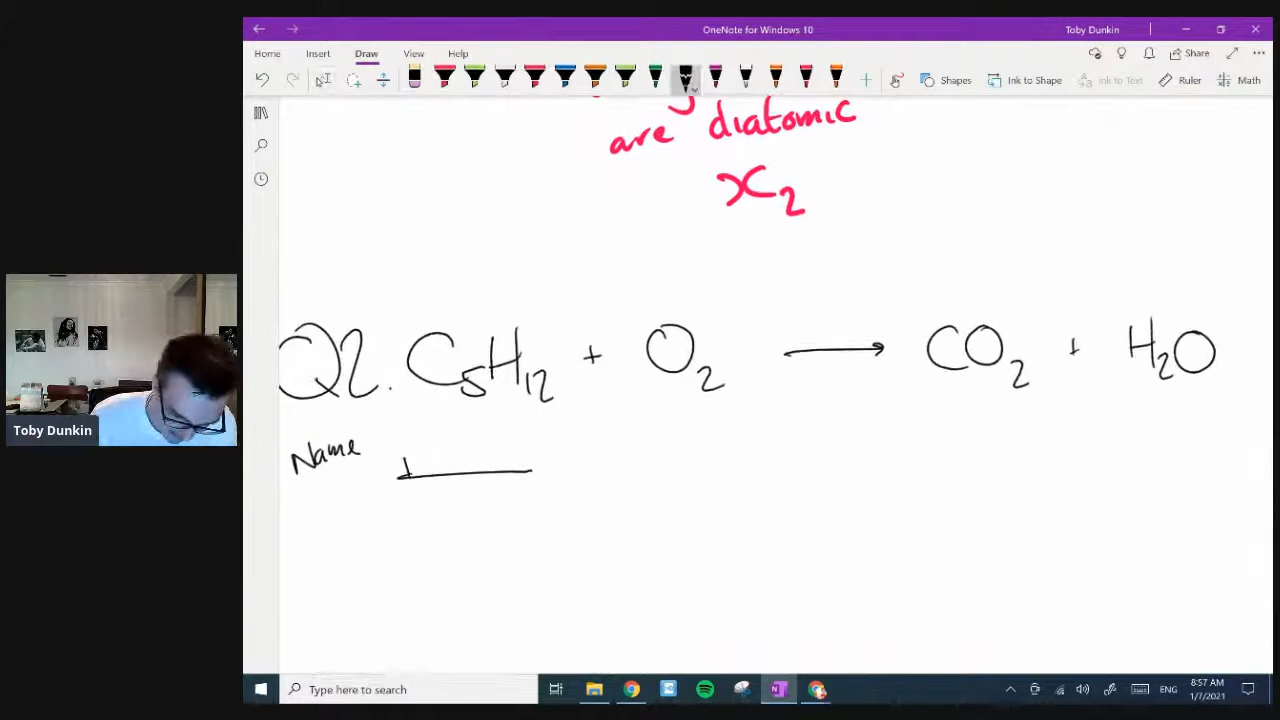 OneNote for Windows 10
Toby Dunkin
Home Insert Draw View Help
Share
Shapes Ink to Shape Ink to Text Ruler Math
are diatomic
x₂
Q2. C₅H₁₂ + O₂ → CO₂ + H₂O
Name
Toby Dunkin
Type here to search
ENG
8:57 AM
1/7/2021